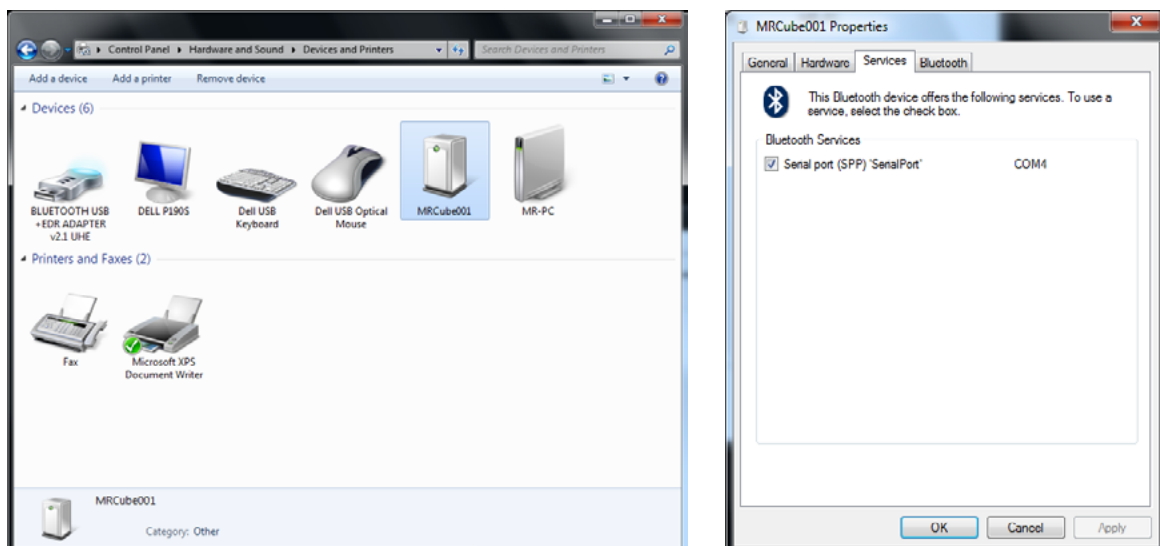 Control Panel ▸ Hardware and Sound ▸ Devices and Printers
Search Devices and Printers
Add a device Add a printer Remove device
Devices (6)
BLUETOOTH USB
+EDR ADAPTER
v2.1 UHE
DELL P190S
Dell USB
Keyboard
Dell USB Optical
Mouse
MRCube001
MR-PC
Printers and Faxes (2)
Fax
Microsoft XPS
Document Writer
MRCube001
Category: Other
MRCube001 Properties
General Hardware Services Bluetooth
This Bluetooth device offers the following services. To use a
service, select the check box.
Bluetooth Services
Serial port (SPP) 'SerialPort' COM4
OK Cancel Apply